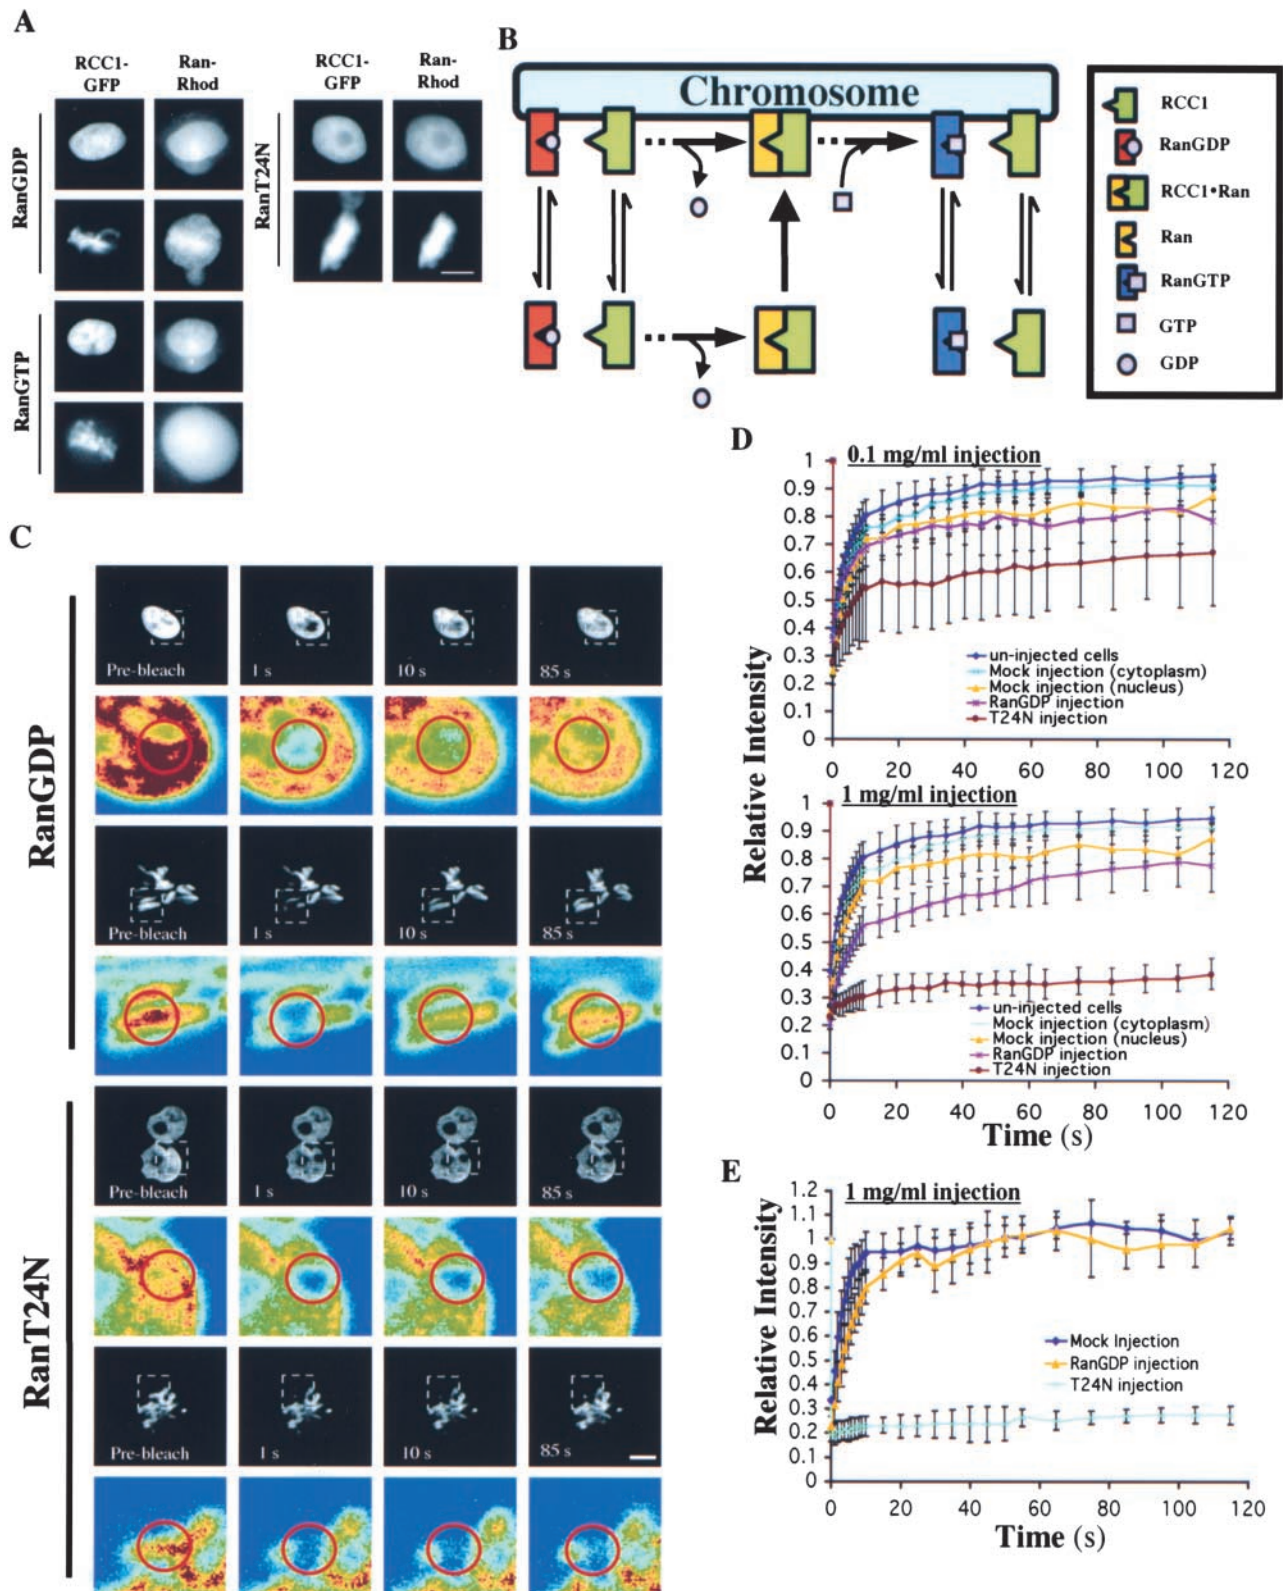 A
RCC1-
GFP
Ran-
Rhod
RCC1-
GFP
Ran-
Rhod
RanGDP
RanGTP
RanT24N
B
Chromosome
RCC1
RanGDP
RCC1•Ran
Ran
RanGTP
GTP
GDP
C
RanGDP
Pre-bleach
1 s
10 s
85 s
Pre-bleach
1 s
10 s
85 s
RanT24N
Pre-bleach
1 s
10 s
85 s
Pre-bleach
1 s
10 s
85 s
D
0.1 mg/ml injection
1
0.9
0.8
0.7
0.6
0.5
0.4
0.3
0.2
0.1
0
un-injected cells
Mock injection (cytoplasm)
Mock injection (nucleus)
RanGDP injection
T24N injection
0 20 40 60 80 100 120
Relative Intensity
1 mg/ml injection
1
0.9
0.8
0.7
0.6
0.5
0.4
0.3
0.2
0.1
0
un-injected cells
Mock injection (cytoplasm)
Mock injection (nucleus)
RanGDP injection
T24N injection
0 20 40 60 80 100 120
Time (s)
E
1 mg/ml injection
1.2
1.1
1
0.9
0.8
0.7
0.6
0.5
0.4
0.3
0.2
0.1
0
Relative Intensity
Mock Injection
RanGDP injection
T24N injection
0 20 40 60 80 100 120
Time (s)